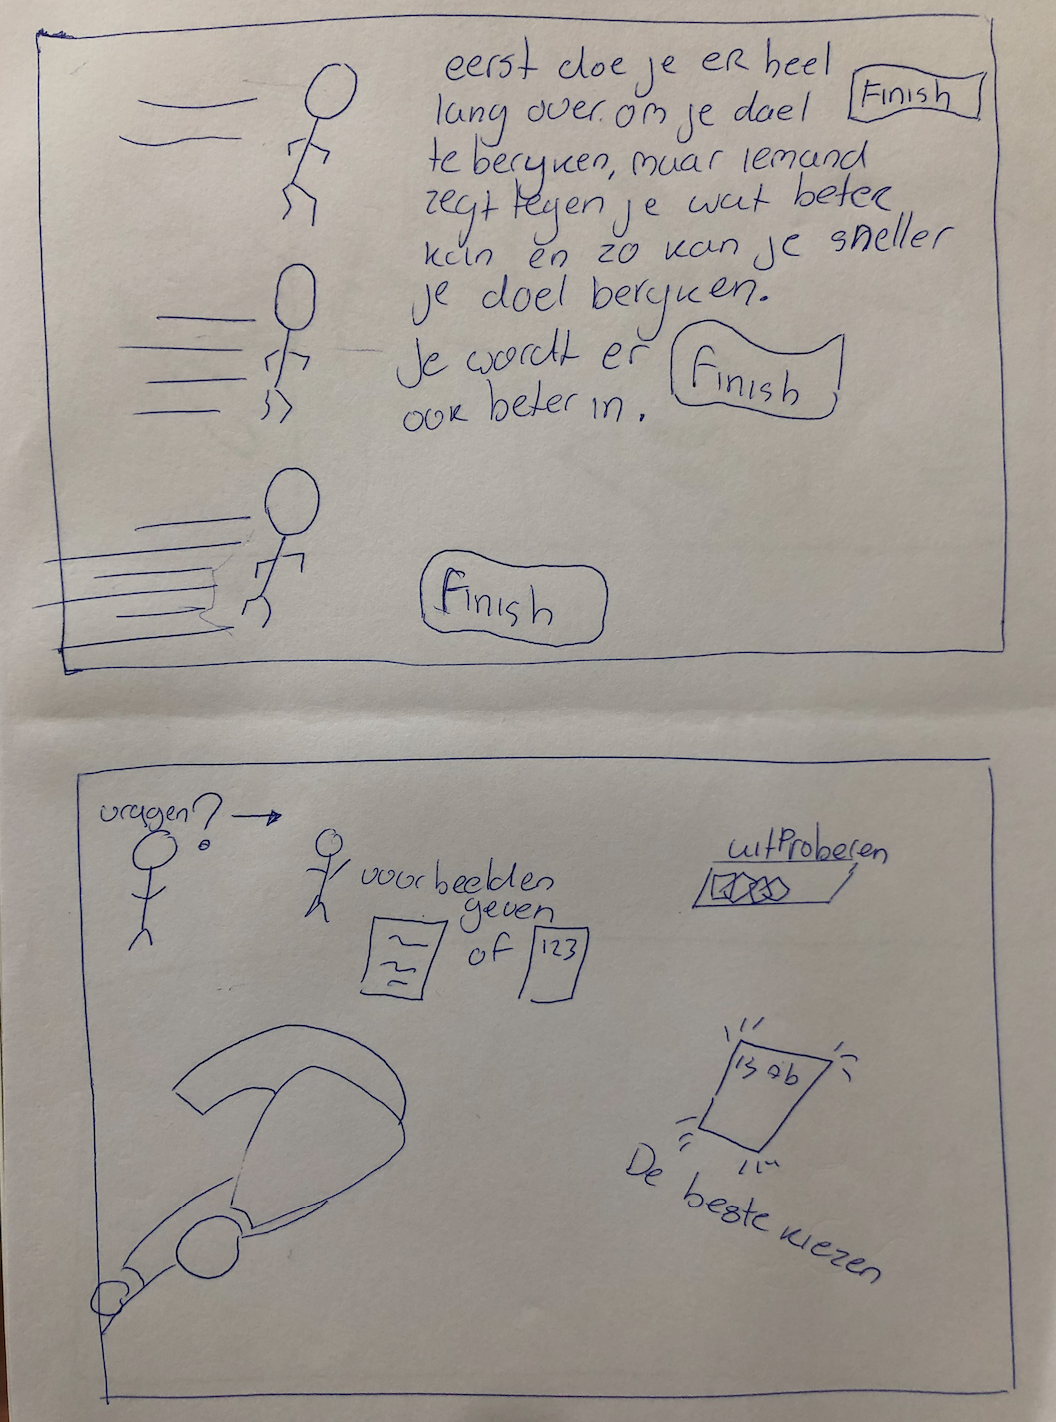 eerst doe je er heel
Finish
lang over om je doel
te beryken, maar iemand
zegt tegen je wat beter
kan en zo kan je sneller
je doel beryken.
Je wordt er
ook beter in.
Finish
Finish
vragen?
voorbeelden
geven
of
123
uitproberen
De beste kiezen